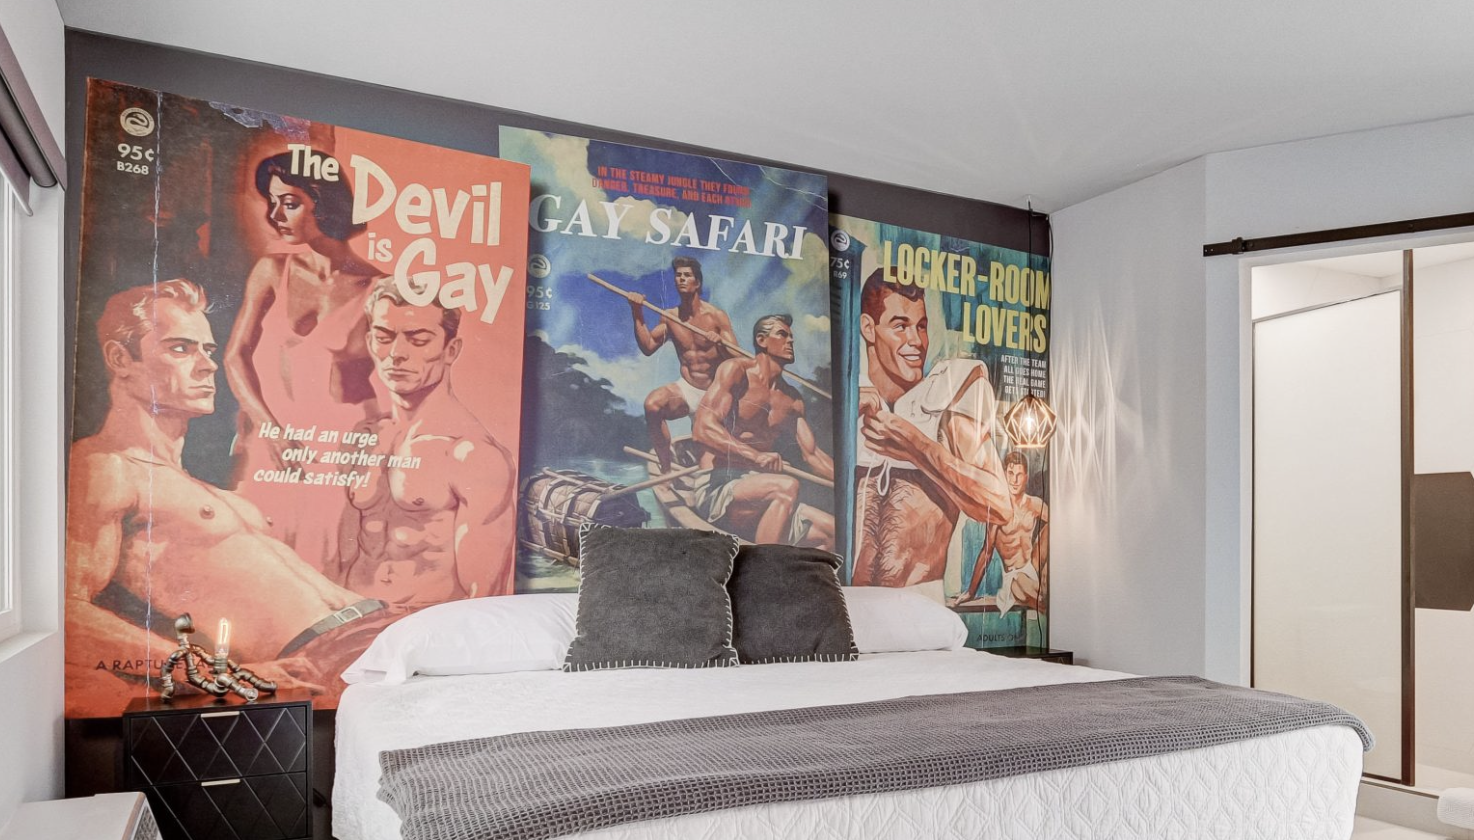 95¢
B268
The
Devil
is
Gay
He had an urge
only another man
could satisfy!
IN THE STEAMY JUNGLE THEY FOUND
DANGER, TREASURE, AND EACH OTHER
GAY SAFARI
95¢
75¢
LOCKER-ROOM
LOVERS
AFTER THE TEAM
ALL GOES HOME
THE REAL GAME
ADULTS